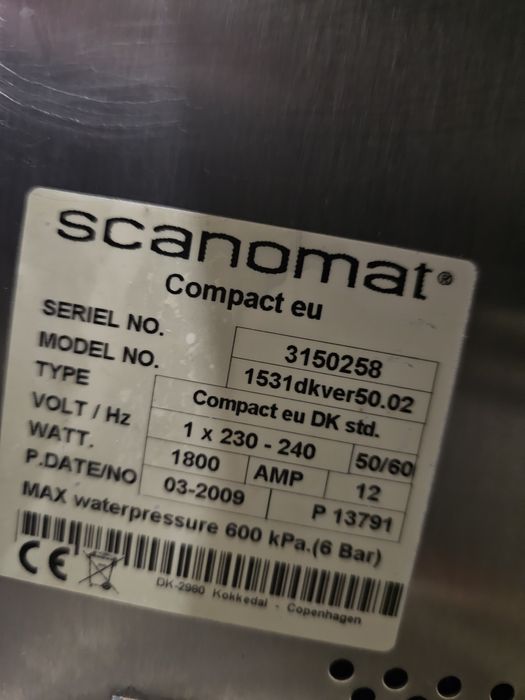 scanomat®
Compact eu
SERIEL NO. 3150258
MODEL NO. 1531dkver50.02
TYPE Compact eu DK std.
VOLT / Hz 1 x 230 - 240 50/60
WATT. 1800 AMP 12
P.DATE/NO 03-2009 P 13791
MAX waterpressure 600 kPa.(6 Bar)
CE
DK-2980 Kokkedal - Copenhagen